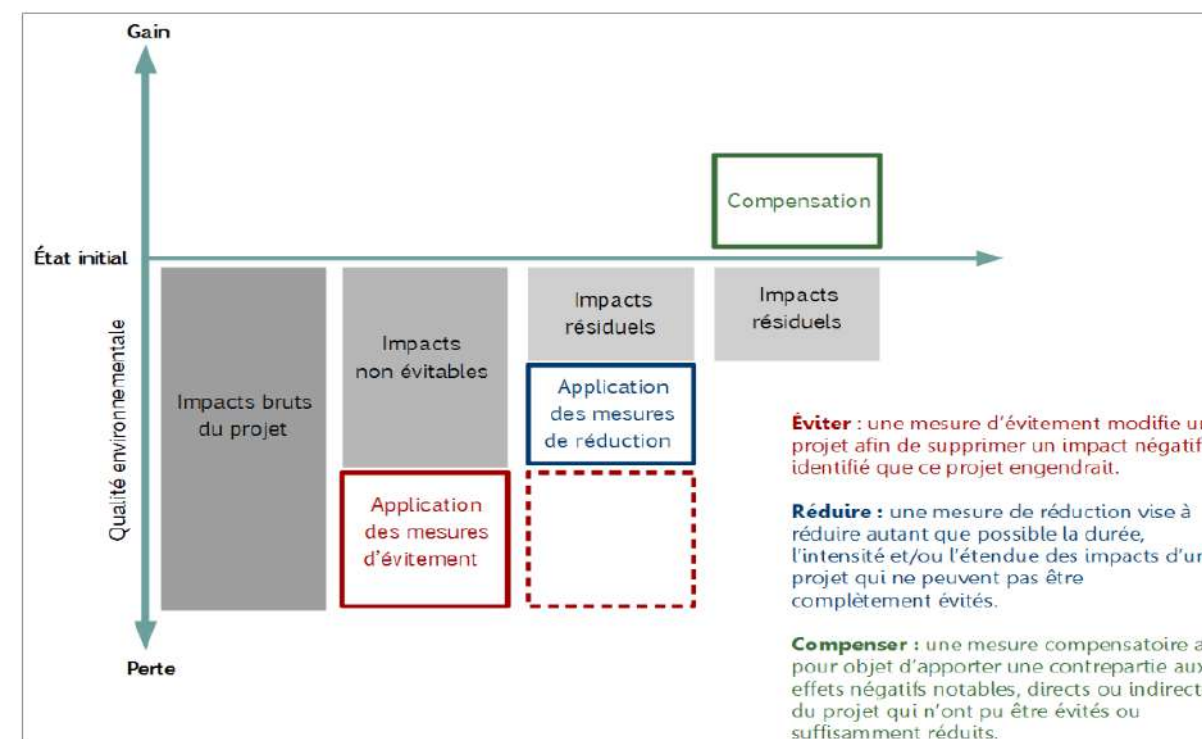 Gain
Compensation
État initial
Qualité environnementale
Impacts bruts
du projet
Impacts
non évitables
Application
des mesures
d'évitement
Impacts
résiduels
Application
des mesures
de réduction
Impacts
résiduels
Perte
Éviter : une mesure d'évitement modifie
projet afin de supprimer un impact négatif
identifié que ce projet engendrait.
Réduire : une mesure de réduction vise à
réduire autant que possible la durée,
l'intensité et/ou l'étendue des impacts
projet qui ne peuvent pas être
complètement évités.
Compenser : une mesure compensatoire a
pour objet d'apporter une contrepartie aux
effets négatifs notables, directs ou indirect
du projet qui n'ont pu être évités ou
suffisamment réduits.